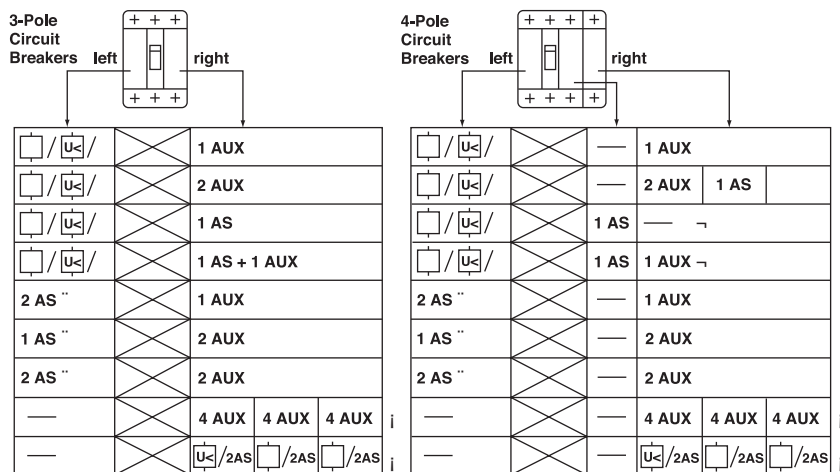 3-Pole
Circuit
Breakers left right
/ U< / 1 AUX
/ U< / 2 AUX
/ U< / 1 AS
/ U< / 1 AS + 1 AUX
2 AS ¨ 1 AUX
1 AS ¨ 2 AUX
2 AS ¨ 2 AUX
— 4 AUX 4 AUX 4 AUX ¡
— U< /2AS /2AS /2AS ¡
4-Pole
Circuit
Breakers left right
/ U< / — 1 AUX
/ U< / — 2 AUX 1 AS
/ U< / 1 AS — ¬
/ U< / 1 AS 1 AUX ¬
2 AS ¨ — 1 AUX
1 AS ¨ — 2 AUX
2 AS ¨ — 2 AUX
— — 4 AUX 4 AUX 4 AUX ¡
— — U< /2AS /2AS /2AS